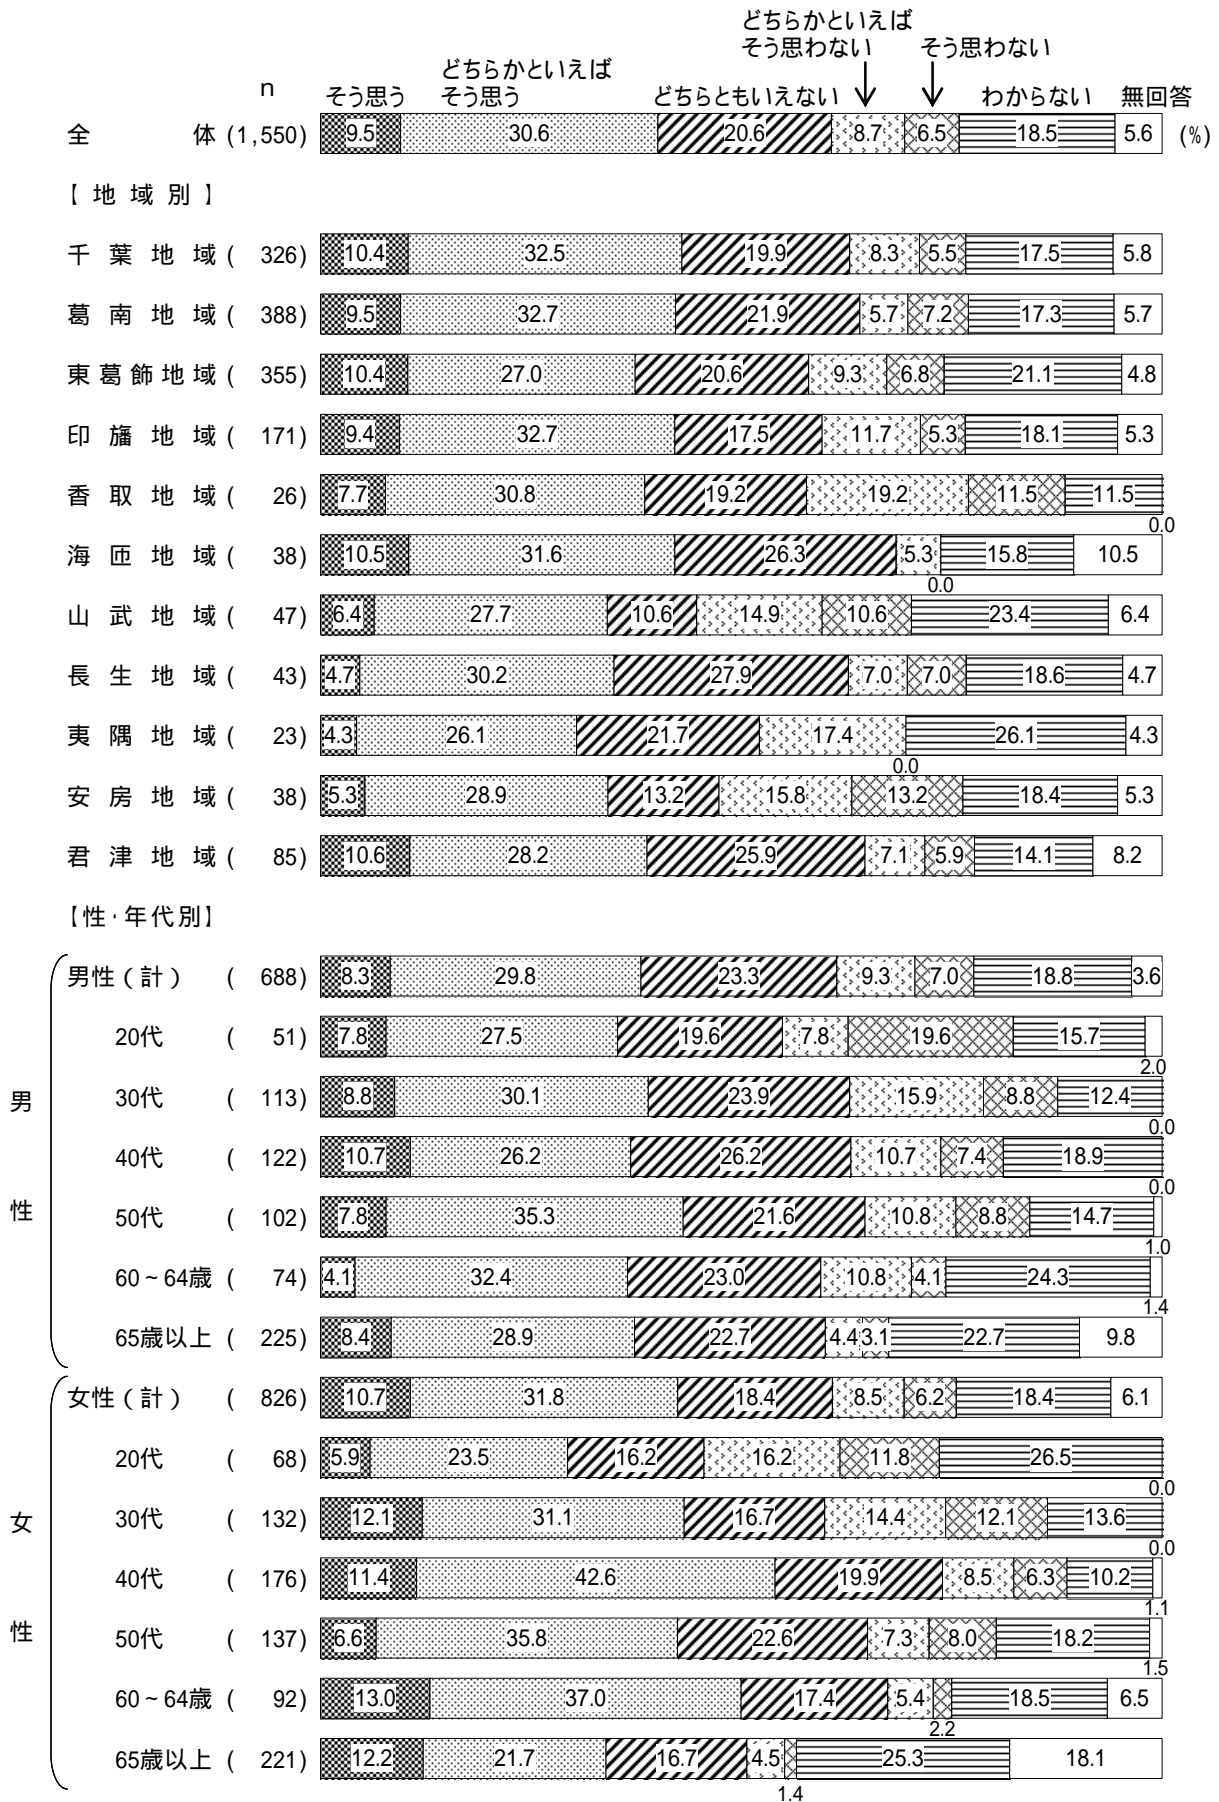 どちらかといえば
そう思わない そう思わない
どちらかといえば
n そう思う そう思う どちらともいえない わからない 無回答
全 体 (1,550) 9.5 30.6 20.6 8.7 6.5 18.5 5.6 (%)
【 地 域 別 】
千 葉 地 域 ( 326) 10.4 32.5 19.9 8.3 5.5 17.5 5.8
葛 南 地 域 ( 388) 9.5 32.7 21.9 5.7 7.2 17.3 5.7
東 葛 飾 地 域 ( 355) 10.4 27.0 20.6 9.3 6.8 21.1 4.8
印 旛 地 域 ( 171) 9.4 32.7 17.5 11.7 5.3 18.1 5.3
香 取 地 域 ( 26) 7.7 30.8 19.2 19.2 11.5 11.5
0.0
海 匝 地 域 ( 38) 10.5 31.6 26.3 5.3 15.8 10.5
0.0
山 武 地 域 ( 47) 6.4 27.7 10.6 14.9 10.6 23.4 6.4
長 生 地 域 ( 43) 4.7 30.2 27.9 7.0 7.0 18.6 4.7
夷 隅 地 域 ( 23) 4.3 26.1 21.7 17.4 26.1 4.3
0.0
安 房 地 域 ( 38) 5.3 28.9 13.2 15.8 13.2 18.4 5.3
君 津 地 域 ( 85) 10.6 28.2 25.9 7.1 5.9 14.1 8.2
【性・年代別】
男性(計) ( 688) 8.3 29.8 23.3 9.3 7.0 18.8 3.6
20代 ( 51) 7.8 27.5 19.6 7.8 19.6 15.7
2.0
男
30代 ( 113) 8.8 30.1 23.9 15.9 8.8 12.4
0.0
40代 ( 122) 10.7 26.2 26.2 10.7 7.4 18.9
0.0
性
50代 ( 102) 7.8 35.3 21.6 10.8 8.8 14.7
1.0
60~64歳 ( 74) 4.1 32.4 23.0 10.8 4.1 24.3
1.4
65歳以上 ( 225) 8.4 28.9 22.7 4.4 3.1 22.7 9.8
女性(計) ( 826) 10.7 31.8 18.4 8.5 6.2 18.4 6.1
20代 ( 68) 5.9 23.5 16.2 16.2 11.8 26.5
0.0
女
30代 ( 132) 12.1 31.1 16.7 14.4 12.1 13.6
0.0
40代 ( 176) 11.4 42.6 19.9 8.5 6.3 10.2
1.1
性
50代 ( 137) 6.6 35.8 22.6 7.3 8.0 18.2
1.5
60~64歳 ( 92) 13.0 37.0 17.4 5.4 18.5 6.5
2.2
65歳以上 ( 221) 12.2 21.7 16.7 4.5 25.3 18.1
1.4